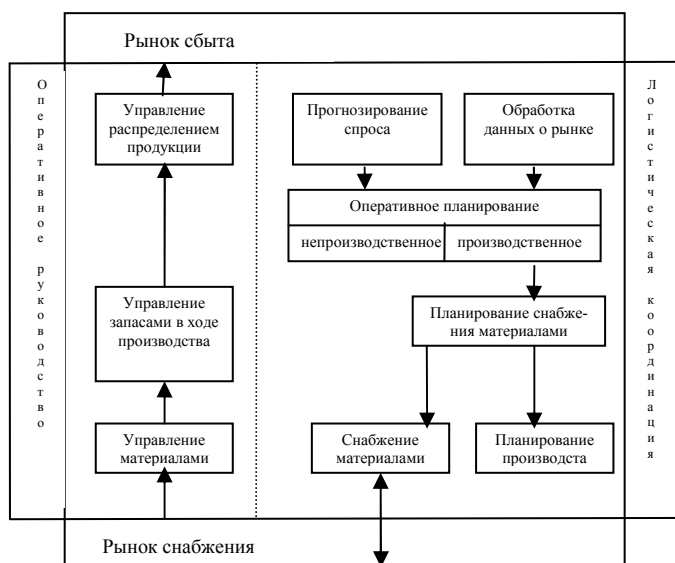 Рынок сбыта
Оперативное руководство
Управление
распределением
продукции
Управление
запасами в ходе
производства
Управление
материалами
Прогнозирование
спроса
Обработка
данных о рынке
Оперативное планирование
непроизводственное
производственное
Планирование снабже-
ния материалами
Снабжение
материалами
Планирование
производста
Логистическая координация
Рынок снабжения